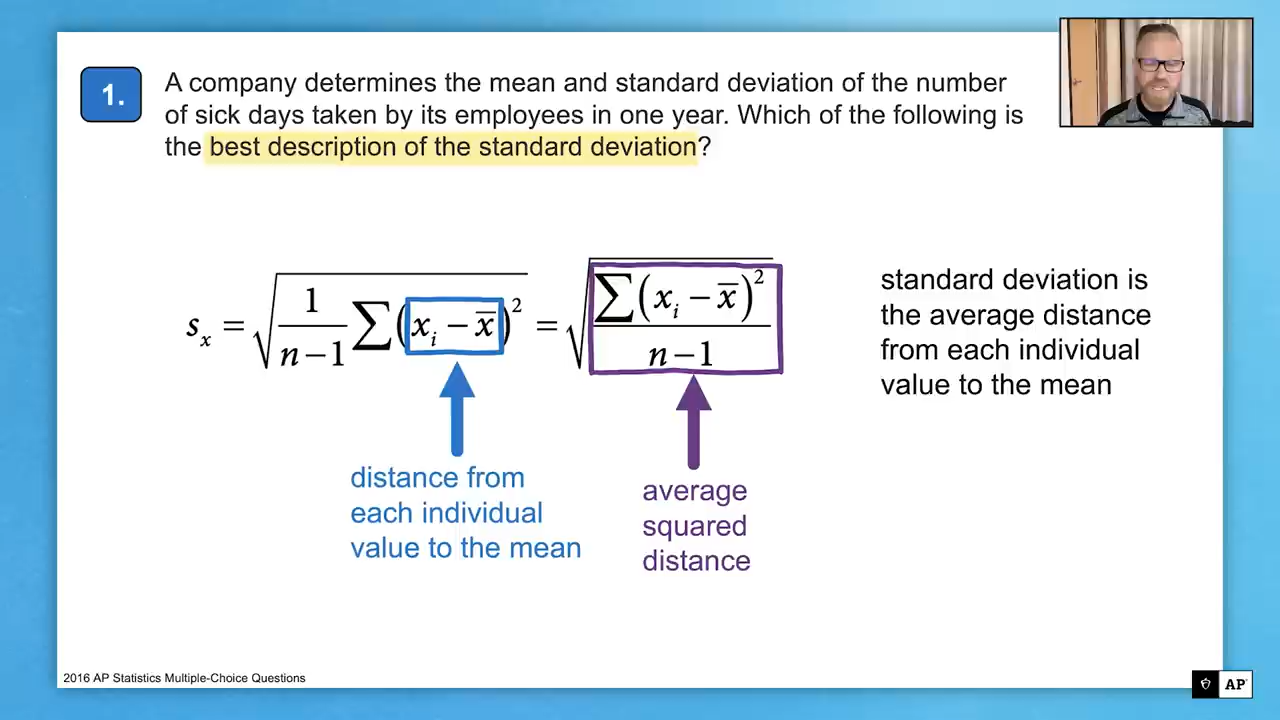 1.
A company determines the mean and standard deviation of the number
of sick days taken by its employees in one year. Which of the following is
the best description of the standard deviation?
sₓ = √(1/(n−1) ∑(xᵢ − x̄)²) = √(∑(xᵢ − x̄)²/(n−1))
standard deviation is
the average distance
from each individual
value to the mean
distance from
each individual
value to the mean
average
squared
distance
2016 AP Statistics Multiple-Choice Questions
AP